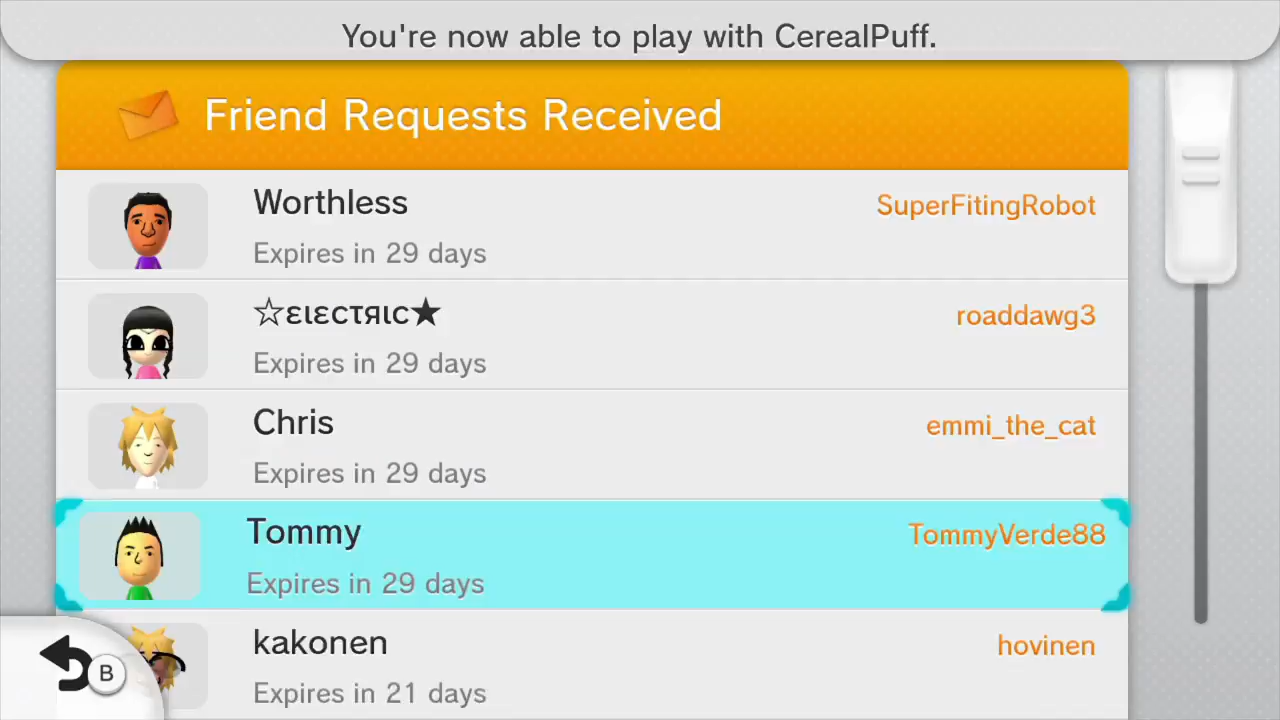 You're now able to play with CerealPuff.
Friend Requests Received
Worthless
SuperFitingRobot
Expires in 29 days
☆ειεcτяιc★
roaddawg3
Expires in 29 days
Chris
emmi_the_cat
Expires in 29 days
Tommy
TommyVerde88
Expires in 29 days
kakonen
hovinen
B
Expires in 21 days